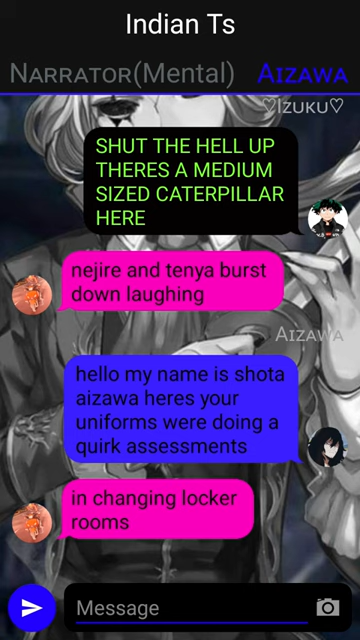 Indian Ts
Narrator(Mental) Aizawa
♡Izuku♡
SHUT THE HELL UP
THERES A MEDIUM
SIZED CATERPILLAR
HERE
nejire and tenya burst
down laughing
Aizawa
hello my name is shota
aizawa heres your
uniforms were doing a
quirk assessments
in changing locker
rooms
Message